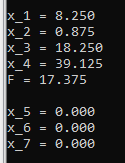 x_1 = 8.250
x_2 = 0.875
x_3 = 18.250
x_4 = 39.125
F = 17.375
x_5 = 0.000
x_6 = 0.000
x_7 = 0.000